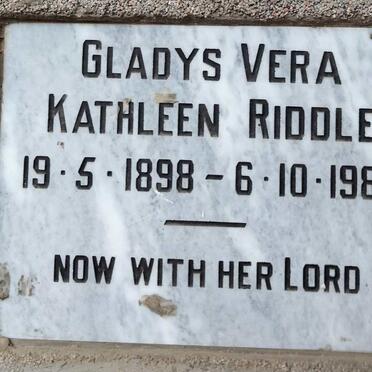 GLADYS VERA
KATHLEEN RIDDLE
19·5·1898 – 6·10·198
NOW WITH HER LORD